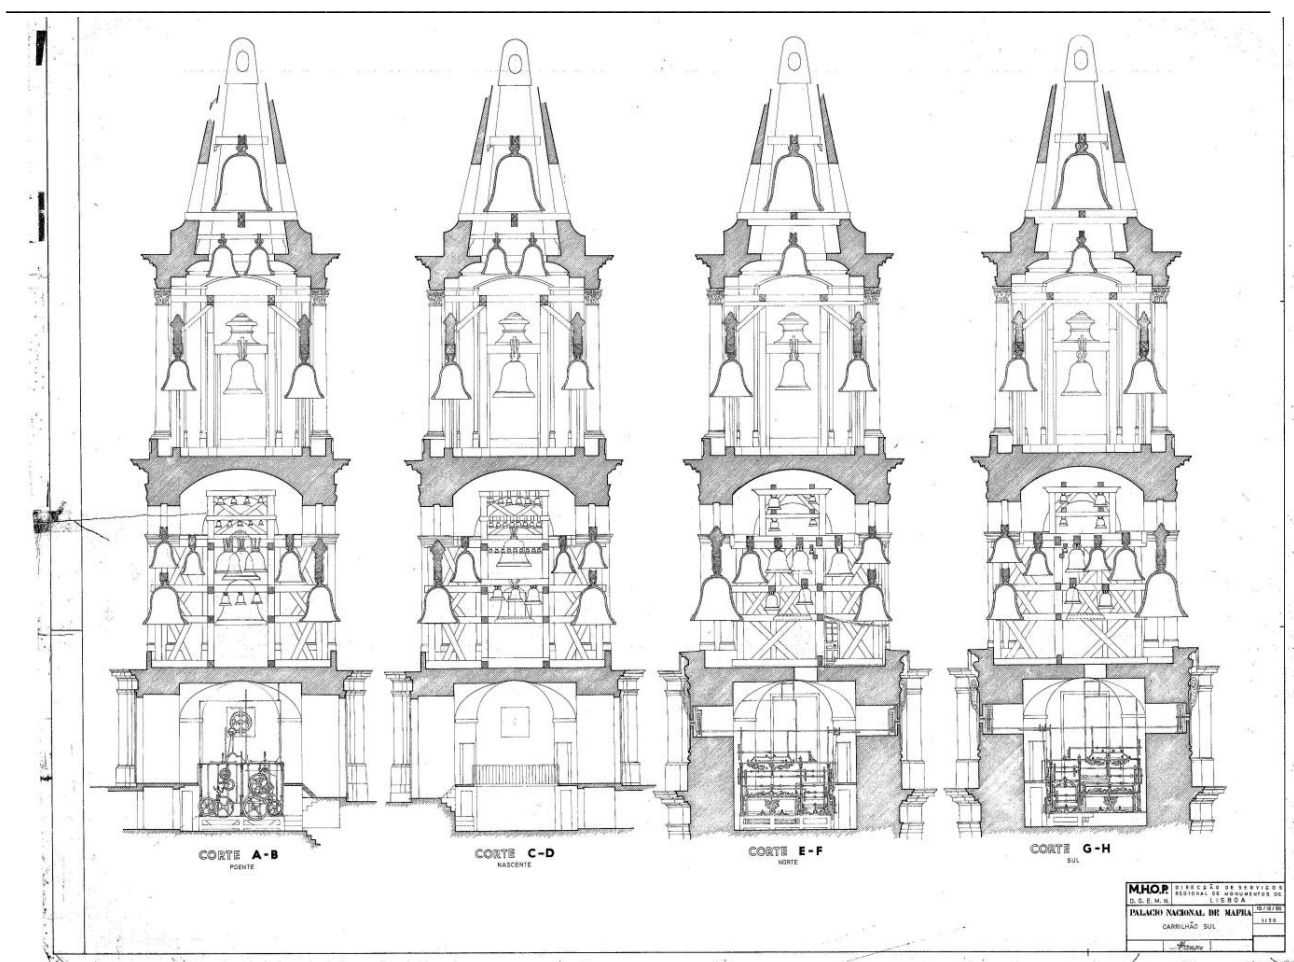 CORTE A-B
POENTE
CORTE C-D
NASCENTE
CORTE E-F
NORTE
CORTE G-H
SUL
M.H.O.P.
D. G. E. M. N.
DIRECÇÃO DE SERVIÇOS
REGIONAL DE MONUMENTOS DE
LISBOA
PALACIO NACIONAL DE MAFRA
CARRILHÃO SUL